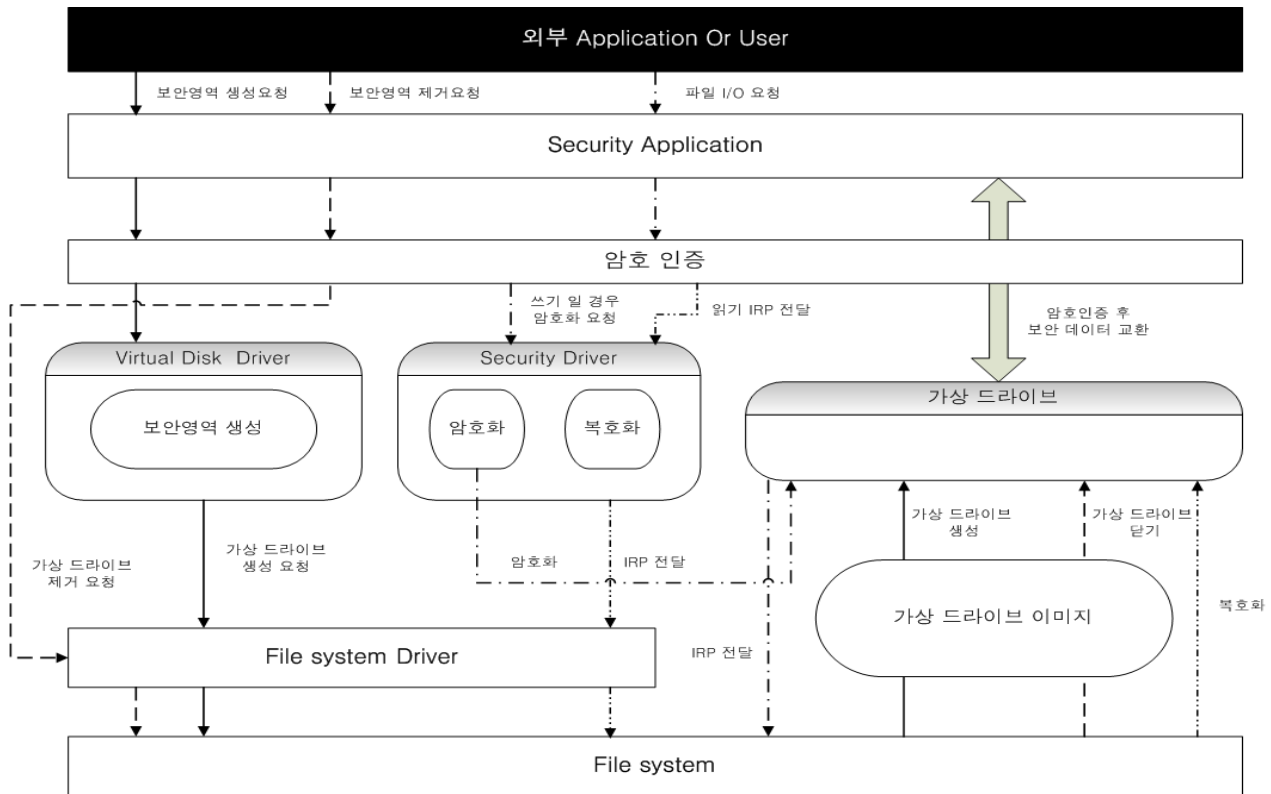 외부 Application Or User
보안영역 생성요청
보안영역 제거요청
파일 I/O 요청
Security Application
암호 인증
쓰기 일 경우
암호화 요청
읽기 IRP 전달
암호인증 후
보안 데이터 교환
Virtual Disk Driver
보안영역 생성
Security Driver
암호화
복호화
가상 드라이브
가상 드라이브
제거 요청
가상 드라이브
생성 요청
암호화
IRP 전달
가상 드라이브
생성
가상 드라이브
닫기
가상 드라이브 이미지
복호화
IRP 전달
File system Driver
File system